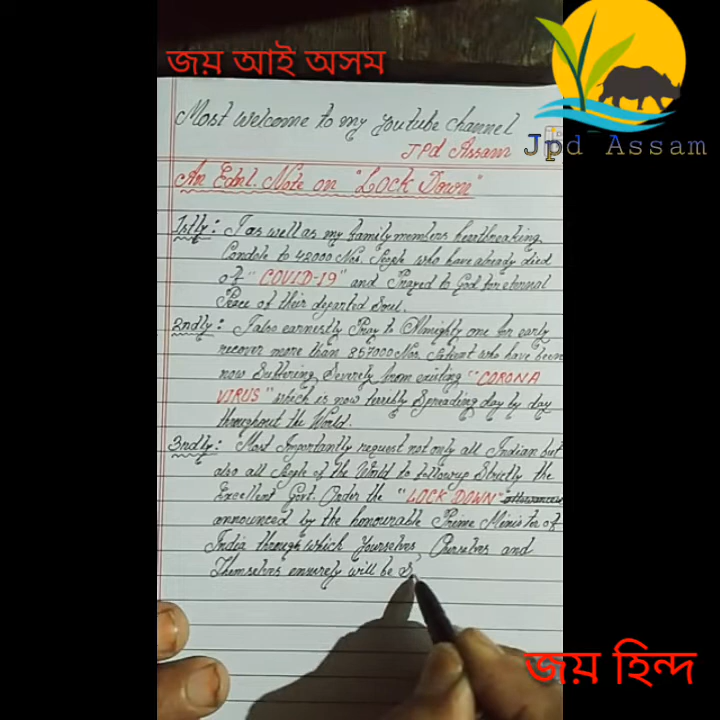 জয় আই অসম
Jpd Assam
Most welcome to my youtube channel
JPd Assam
An Ednl. Note on "Lock Down"
1stly: I as well as my family members heartbreaking
Condole to 42000 Nos. People who have already died
of "COVID-19" and Prayed to God for eternal
Peace of their departed Soul.
2ndly: I also earnestly Pray to Almighty one for early
recover more than 857000 Nos. Patient who have been
now Suffering Severely from existing "CORONA
VIRUS" which is now terribly Spreading day by day
throughout the World.
3ndly: Most Importantly request not only all Indian but
also all People of the World to followup Strictly the
Excellent Govt. Order the "LOCK DOWN"
announced by the honourable Prime Minister of
India through which yourselves, Ourselves and
Themselves ensurely will be S
জয় হিন্দ